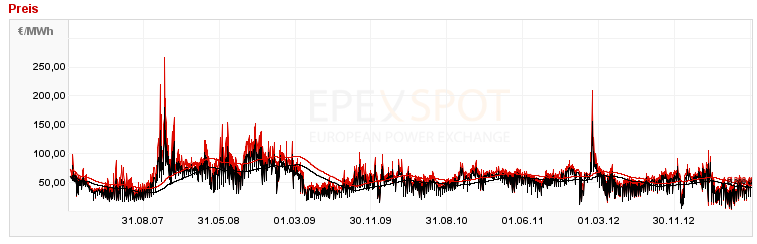 Preis
€/MWh
250,00
200,00
150,00
100,00
50,00
EPEXSPOT
EUROPEAN POWER EXCHANGE
31.08.07 31.05.08 01.03.09 30.11.09 31.08.10 01.06.11 01.03.12 30.11.12